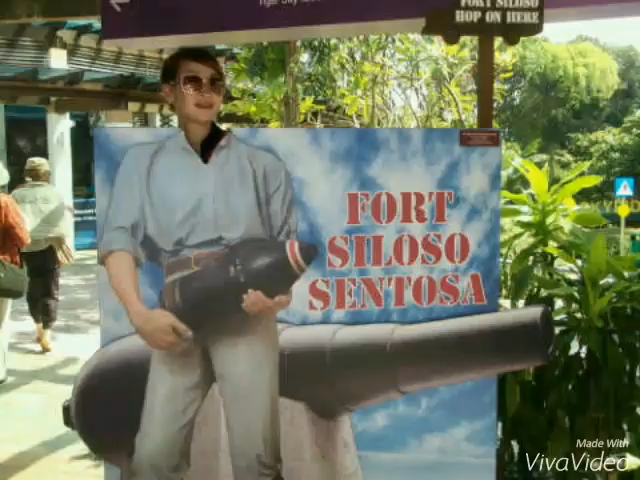 FORT SILOSO
HOP ON HERE
FORT
SILOSO
SENTOSA
Made With
VivaVideo